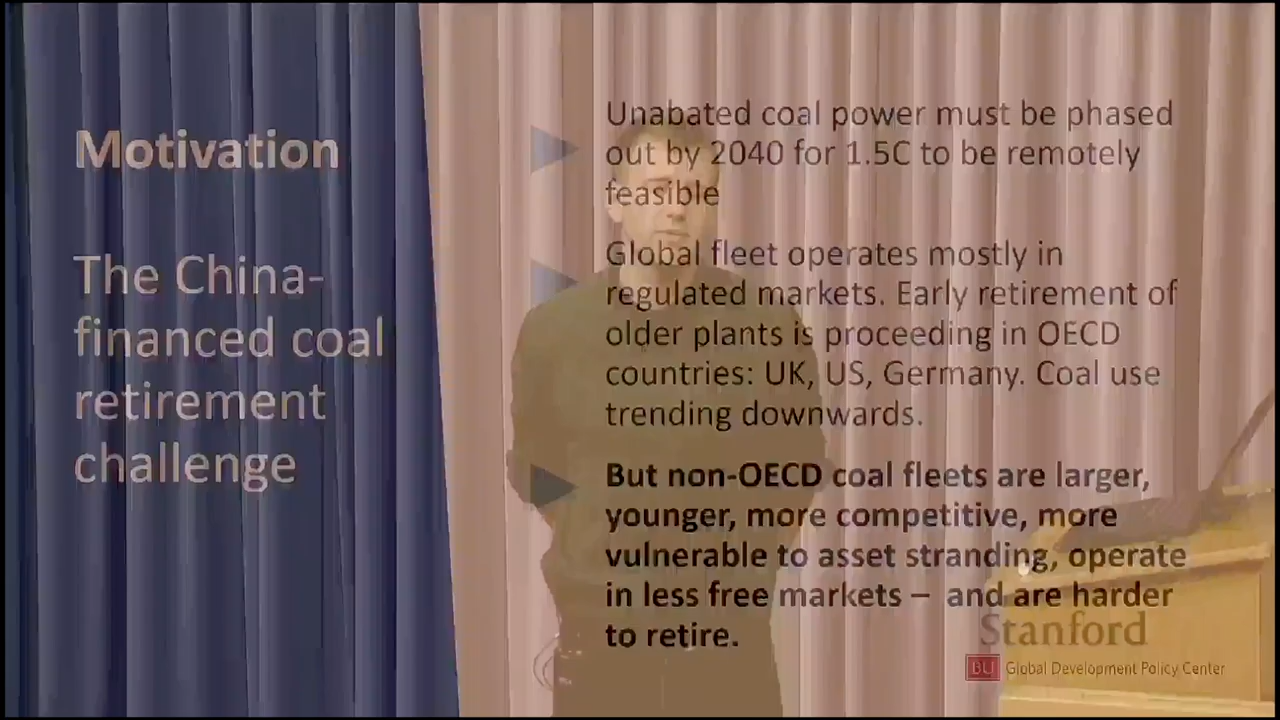 Motivation
The China-
financed coal
retirement
challenge
Unabated coal power must be phased
out by 2040 for 1.5C to be remotely
feasible
Global fleet operates mostly in
regulated markets. Early retirement of
older plants is proceeding in OECD
countries: UK, US, Germany. Coal use
trending downwards.
But non-OECD coal fleets are larger,
younger, more competitive, more
vulnerable to asset stranding, operate
in less free markets – and are harder
to retire.
Stanford
BU Global Development Policy Center